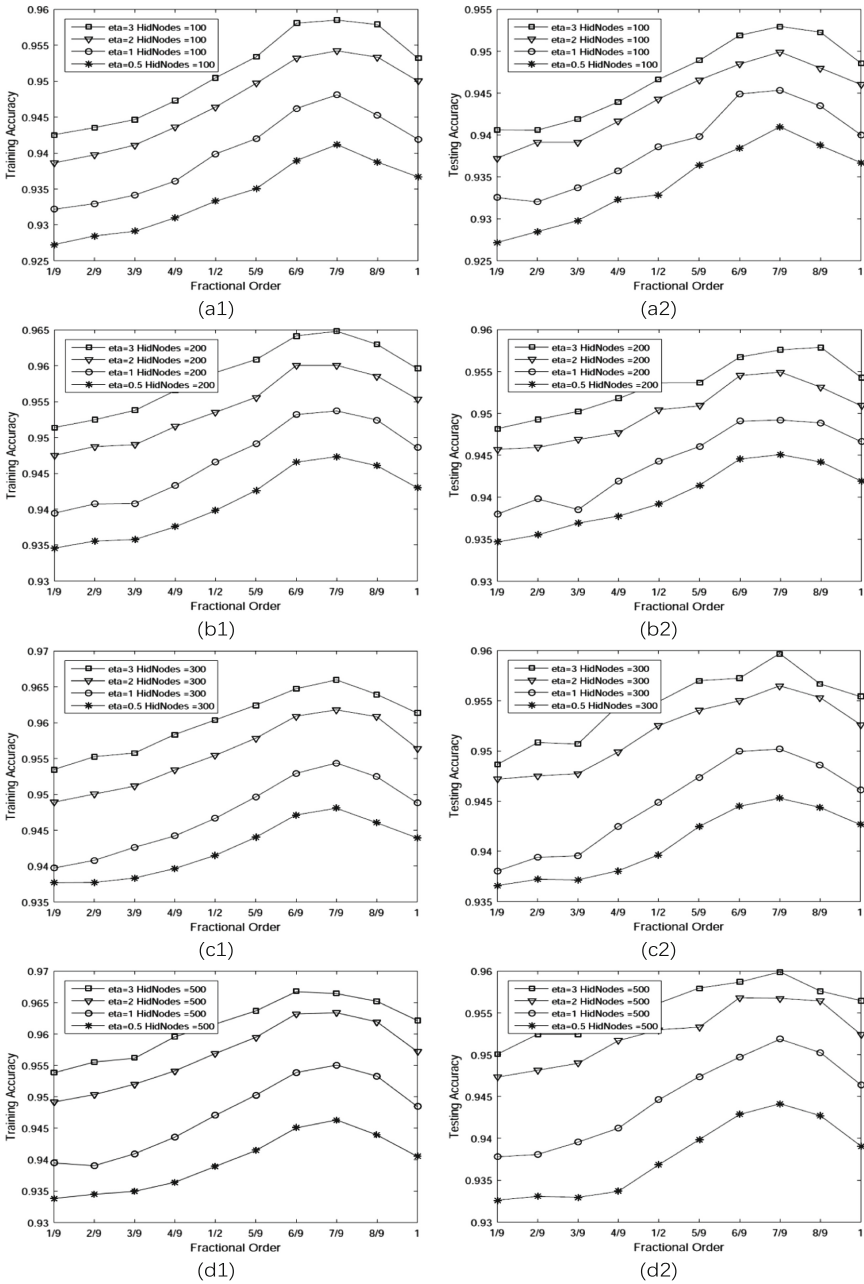 0.96
0.955
0.95
0.945
0.94
0.935
0.93
0.925
Training Accuracy
eta=3 HidNodes =100
eta=2 HidNodes =100
eta=1 HidNodes =100
eta=0.5 HidNodes =100
1/9 2/9 3/9 4/9 1/2 5/9 6/9 7/9 8/9 1
Fractional Order
(a1)
0.955
0.95
0.945
0.94
0.935
0.93
0.925
Testing Accuracy
eta=3 HidNodes =100
eta=2 HidNodes =100
eta=1 HidNodes =100
eta=0.5 HidNodes =100
1/9 2/9 3/9 4/9 1/2 5/9 6/9 7/9 8/9 1
Fractional Order
(a2)
0.965
0.96
0.955
0.95
0.945
0.94
0.935
0.93
Training Accuracy
eta=3 HidNodes =200
eta=2 HidNodes =200
eta=1 HidNodes =200
eta=0.5 HidNodes =200
1/9 2/9 3/9 4/9 1/2 5/9 6/9 7/9 8/9 1
Fractional Order
(b1)
0.96
0.955
0.95
0.945
0.94
0.935
0.93
Testing Accuracy
eta=3 HidNodes =200
eta=2 HidNodes =200
eta=1 HidNodes =200
eta=0.5 HidNodes =200
1/9 2/9 3/9 4/9 1/2 5/9 6/9 7/9 8/9 1
Fractional Order
(b2)
0.97
0.965
0.96
0.955
0.95
0.945
0.94
0.935
Training Accuracy
eta=3 HidNodes =300
eta=2 HidNodes =300
eta=1 HidNodes =300
eta=0.5 HidNodes =300
1/9 2/9 3/9 4/9 1/2 5/9 6/9 7/9 8/9 1
Fractional Order
(c1)
0.96
0.955
0.95
0.945
0.94
0.935
Testing Accuracy
eta=3 HidNodes =300
eta=2 HidNodes =300
eta=1 HidNodes =300
eta=0.5 HidNodes =300
1/9 2/9 3/9 4/9 1/2 5/9 6/9 7/9 8/9 1
Fractional Order
(c2)
0.97
0.965
0.96
0.955
0.95
0.945
0.94
0.935
0.93
Training Accuracy
eta=3 HidNodes =500
eta=2 HidNodes =500
eta=1 HidNodes =500
eta=0.5 HidNodes =500
1/9 2/9 3/9 4/9 1/2 5/9 6/9 7/9 8/9 1
Fractional Order
(d1)
0.96
0.955
0.95
0.945
0.94
0.935
0.93
Testing Accuracy
eta=3 HidNodes =500
eta=2 HidNodes =500
eta=1 HidNodes =500
eta=0.5 HidNodes =500
1/9 2/9 3/9 4/9 1/2 5/9 6/9 7/9 8/9 1
Fractional Order
(d2)